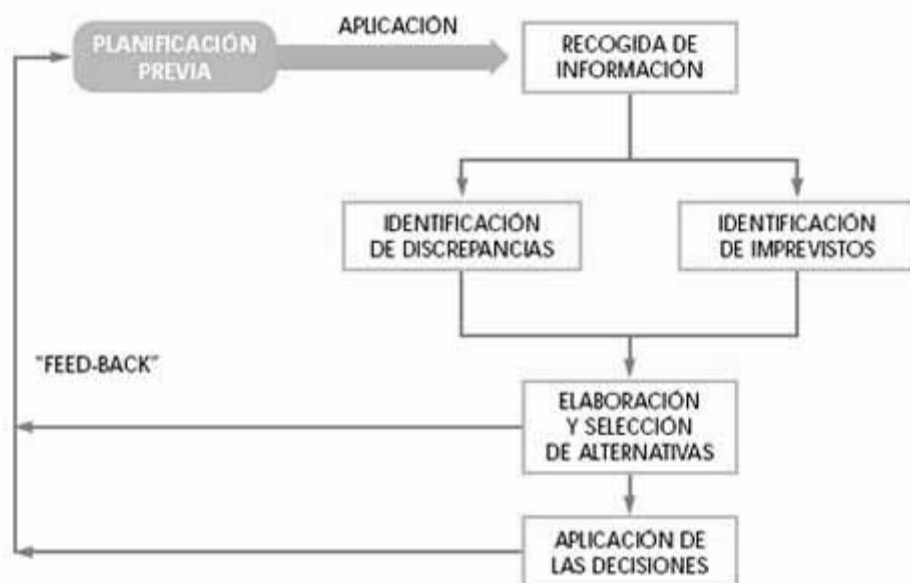 PLANIFICACIÓN
PREVIA
APLICACIÓN
RECOGIDA DE
INFORMACIÓN
IDENTIFICACIÓN
DE DISCREPANCIAS
IDENTIFICACIÓN
DE IMPREVISTOS
"FEED-BACK"
ELABORACIÓN
Y SELECCIÓN
DE ALTERNATIVAS
APLICACIÓN DE
LAS DECISIONES